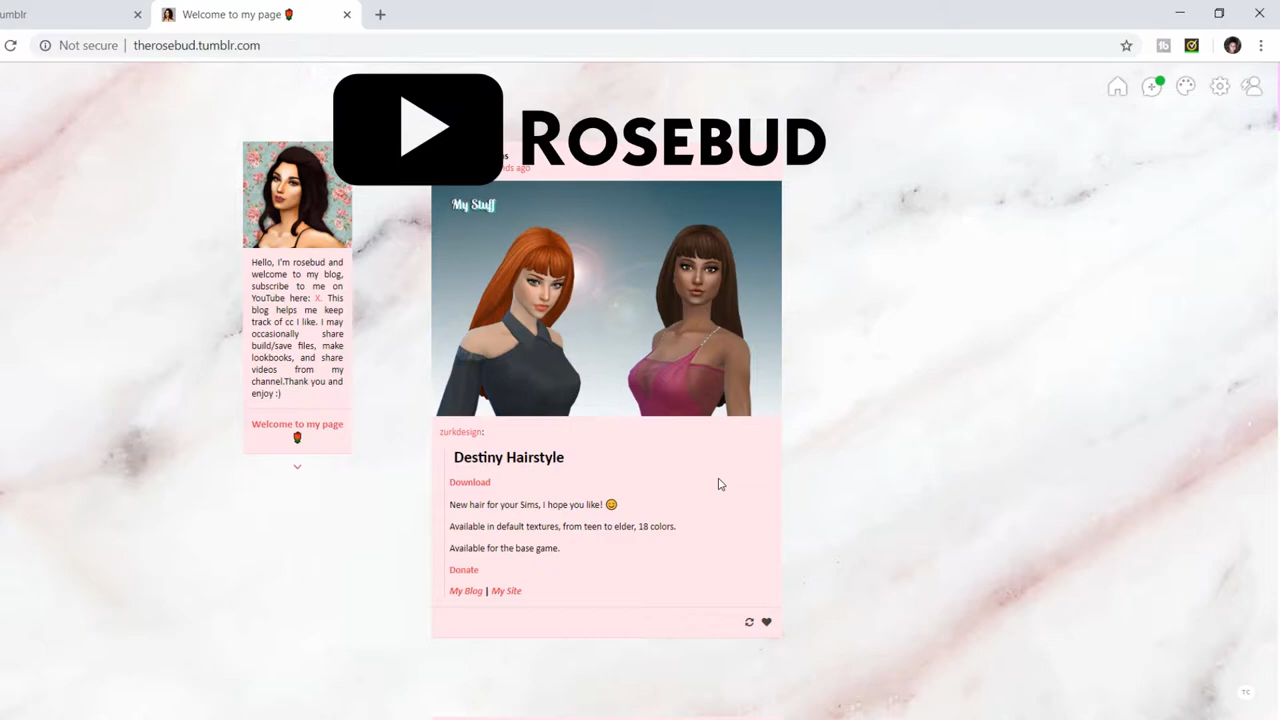 umblr
Welcome to my page
Not secure
therosebud.tumblr.com
ROSEBUD
ds ago
My Stuff
Hello, I'm rosebud and
welcome to my blog,
subscribe to me on
YouTube here: X. This
blog helps me keep
track of cc I like. I may
occasionally share
build/save files, make
lookbooks, and share
videos from my
channel.Thank you and
enjoy :)
Welcome to my page
zurkdesign:
Destiny Hairstyle
Download
New hair for your Sims, I hope you like! 😊
Available in default textures, from teen to elder, 18 colors.
Available for the base game.
Donate
My Blog | My Site
TC